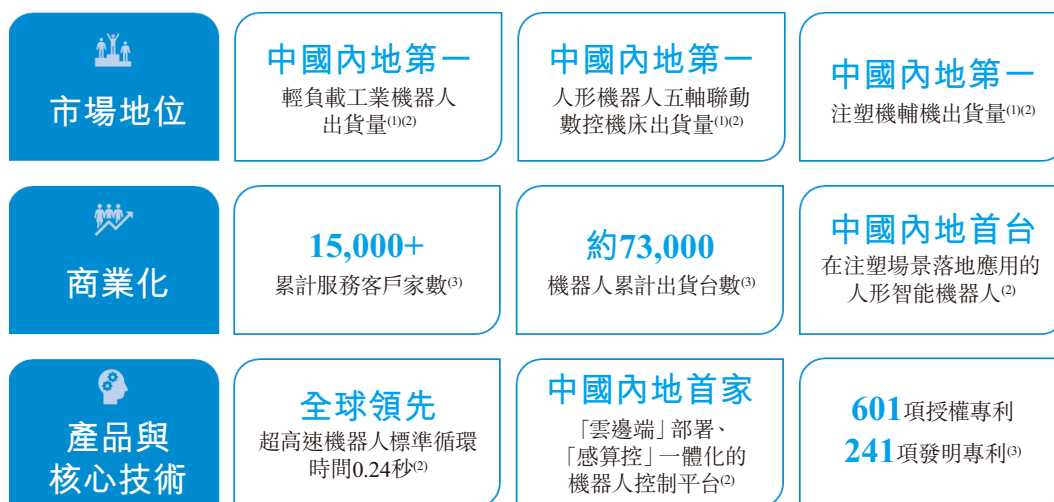 市場地位
中國內地第一
輕負載工業機器人
出貨量(1)(2)
中國內地第一
人形機器人五軸聯動
數控機床出貨量(1)(2)
中國內地第一
注塑機輔機出貨量(1)(2)
商業化
15,000+
累計服務客戶家數(3)
約73,000
機器人累計出貨台數(3)
中國內地首台
在注塑場景落地應用的
人形智能機器人(2)
產品與
核心技術
全球領先
超高速機器人標準循環
時間0.24秒(2)
中國內地首家
「雲邊端」部署、
「感算控」一體化的
機器人控制平台(2)
601項授權專利
241項發明專利(3)